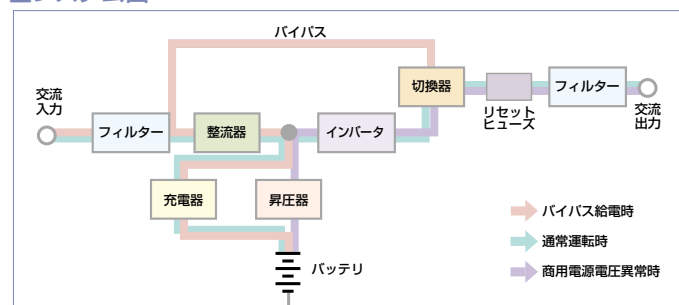 バイパス
交流
入力
フィルター
整流器
インバータ
切換器
リセット
ヒューズ
フィルター
交流
出力
充電器
昇圧器
バッテリ
バイパス給電時
通常運転時
商用電源電圧異常時